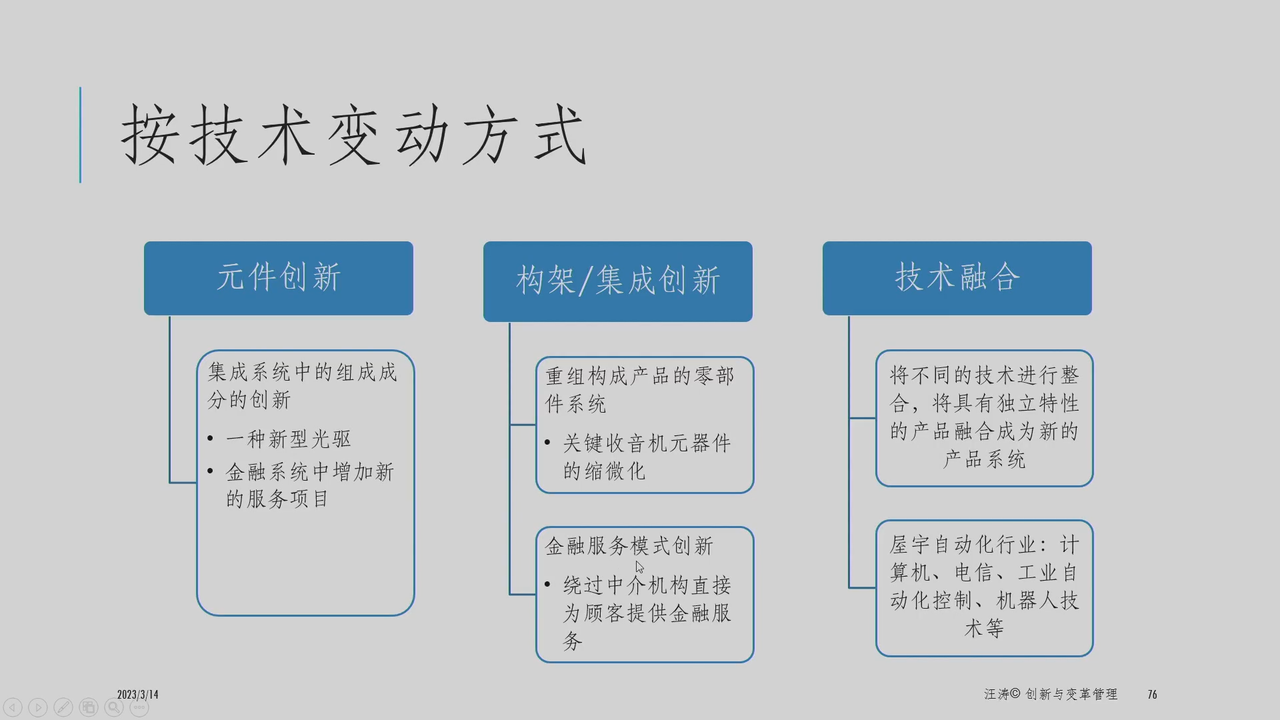 按技术变动方式
元件创新
集成系统中的组成成
分的创新
• 一种新型光驱
• 金融系统中增加新
的服务项目
构架/集成创新
重组构成产品的零部
件系统
• 关键收音机元器件
的缩微化
金融服务模式创新
• 绕过中介机构直接
为顾客提供金融服
务
技术融合
将不同的技术进行整
合，将具有独立特性
的产品融合成为新的
产品系统
屋宇自动化行业：计
算机、电信、工业自
动化控制、机器人技
术等
2023/3/14
汪涛© 创新与变革管理
76